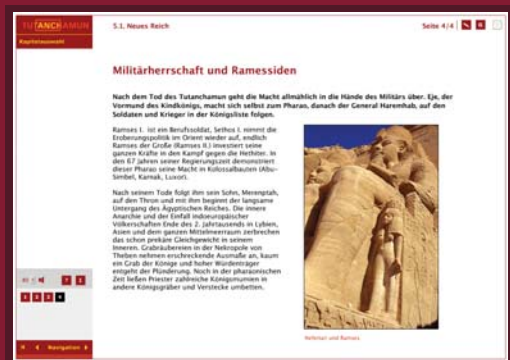 TUTANCHAMUN
Kapitelauswahl
5.1. Neues Reich
Seite 4/4
Militärherrschaft und Ramessiden
Nach dem Tod des Tutanchamun geht die Macht allmählich in die Hände des Militärs über. Eje, der
Vormund des Kindkönigs, macht sich selbst zum Pharao, danach der General Haremhab, auf den
Soldaten und Krieger in der Königsliste folgen.
Ramses I. ist ein Berufssoldat, Sethos I. nimmt die
Eroberungspolitik im Orient wieder auf, endlich
Ramses der Große (Ramses II.) investiert seine
ganzen Kräfte in den Kampf gegen die Hethiter. In
den 67 Jahren seiner Regierungszeit demonstriert
dieser Pharao seine Macht in Kolossalbauten (Abu-
Simbel, Karnak, Luxor).
Nach seinem Tode folgt ihm sein Sohn, Merenptah,
auf den Thron und mit ihm beginnt der langsame
Untergang des Ägyptischen Reiches. Die innere
Anarchie und der Einfall indoeuropäischer
Völkerschaften Ende des 2. Jahrtausends in Lybien,
Asien und dem ganzen Mittelmeerraum zerbrechen
das schon prekäre Gleichgewicht in seinem
Inneren. Grabräubereien in der Nekropole von
Theben nehmen erschreckende Ausmaße an, kaum
ein Grab der Könige und hoher Würdenträger
entgeht der Plünderung. Noch in der pharaonischen
Zeit ließen Priester zahlreiche Königsmumien in
andere Königsgräber und Verstecke umbetten.
Nefertari und Ramses
1 2 3 4
Navigation